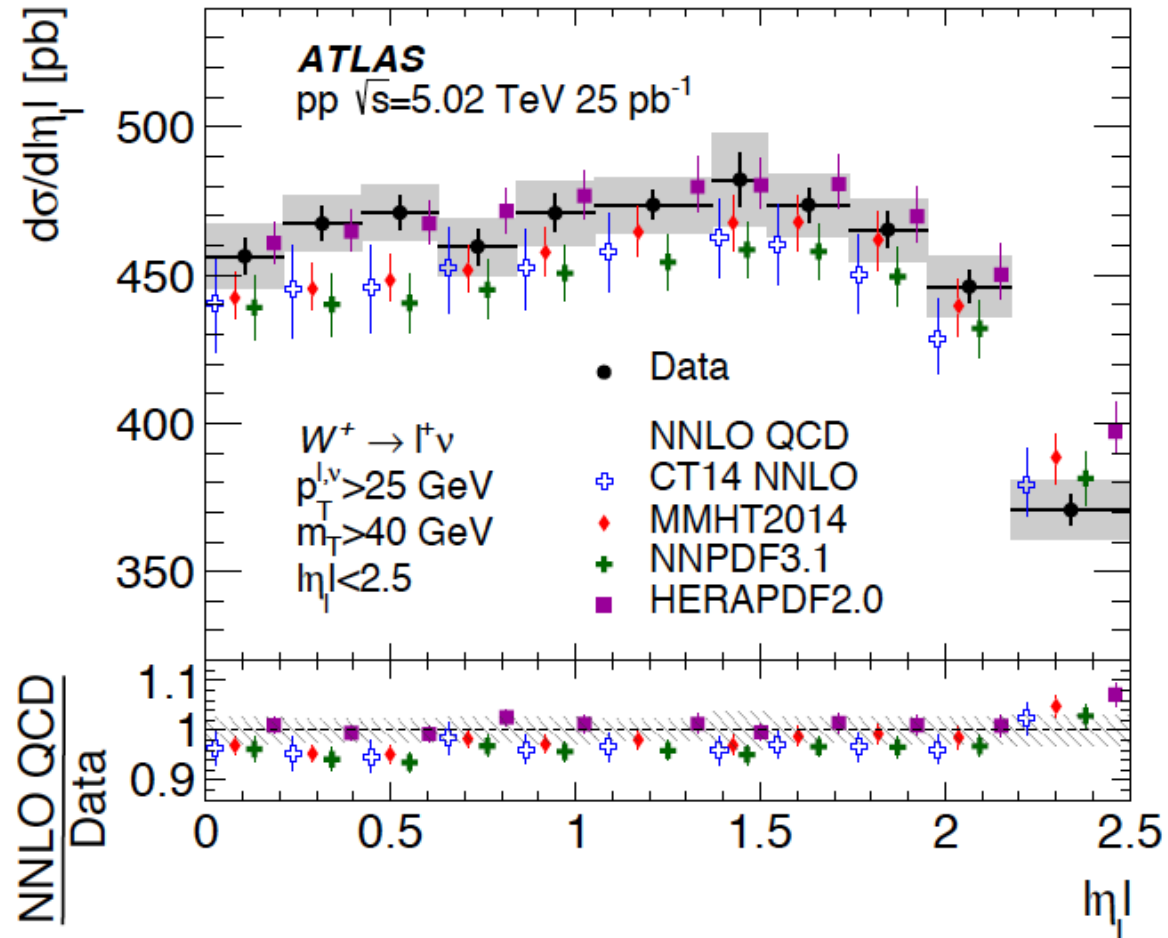 dσ/d|η_l| [pb]
ATLAS
pp √s=5.02 TeV 25 pb⁻¹
500
450
400
350
Data
W⁺ → l⁺ν
p_T^{l,ν}>25 GeV
m_T>40 GeV
|η_l|<2.5
NNLO QCD
CT14 NNLO
MMHT2014
NNPDF3.1
HERAPDF2.0
NNLO QCD
Data
1.1
1
0.9
0 0.5 1 1.5 2 2.5
|η_l|